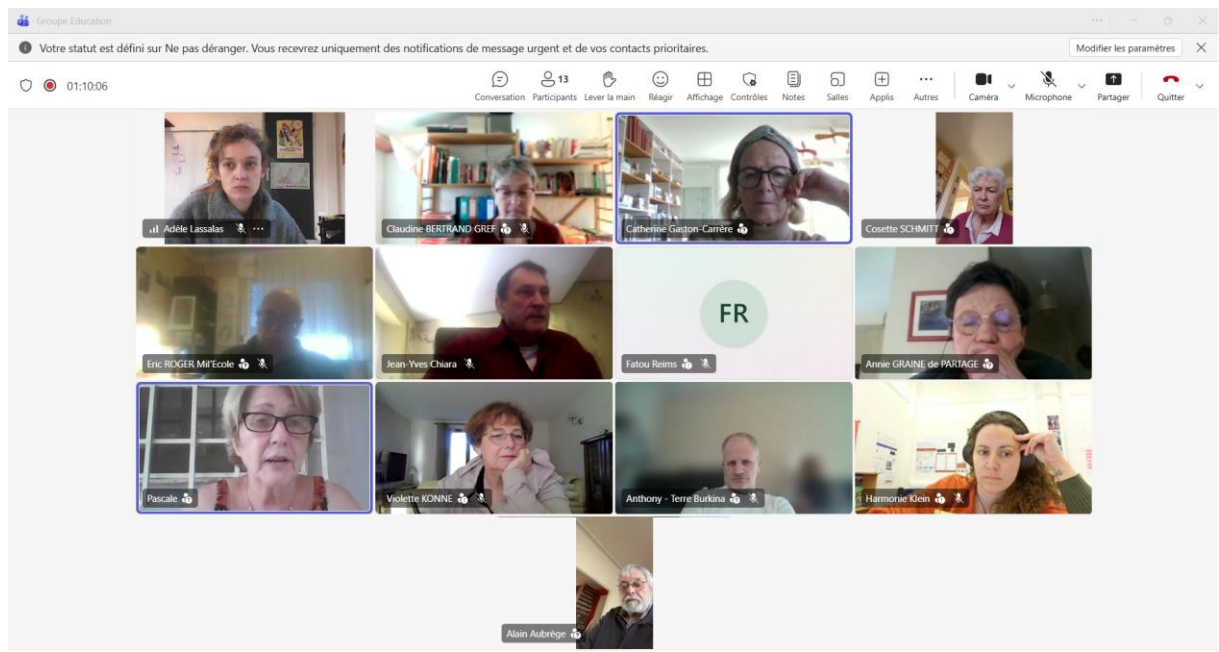 Groupe Education
Votre statut est défini sur Ne pas déranger. Vous recevrez uniquement des notifications de message urgent et de vos contacts prioritaires.
Modifier les paramètres
01:10:06
13
Conversation Participants Lever la main Réagir Affichage Contrôles Notes Salles Applis Autres Caméra Microphone Partager Quitter
Adèle Lassalas
Claudine BERTRAND GREF
Catherine Gaston-Carrère
Cosette SCHMITT
Eric ROGER Mil'Ecole
Jean-Yves Chiara
FR
Fatou Reims
Annie GRAINE de PARTAGE
Pascale
Violette KONNE
Anthony - Terre Burkina
Harmonie Klein
Alain Aubrège